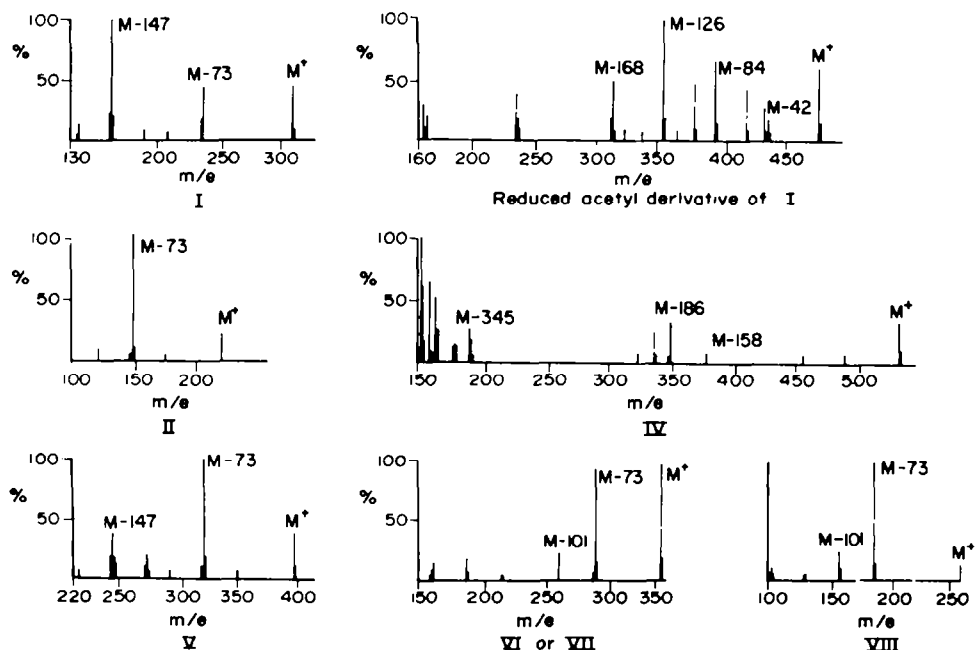 %
100
50
M-147
M-73
M⁺
130 200 250 300
m/e
I
%
100
50
M-168
M-126
M-84
M-42
M⁺
160 200 250 300 350 400 450
m/e
Reduced acetyl derivative of I
%
100
50
M-73
M⁺
100 150 200
m/e
II
%
100
50
M-345
M-186
M-158
M⁺
150 200 300 350 400 450 500
m/e
IV
%
100
50
M-147
M-73
M⁺
220 250 300 350 400
m/e
V
%
100
50
M-101
M-73
M⁺
150 200 250 300 350
m/e
VI or VII
M-101
M-73
M⁺
100 150 200 250
m/e
VIII